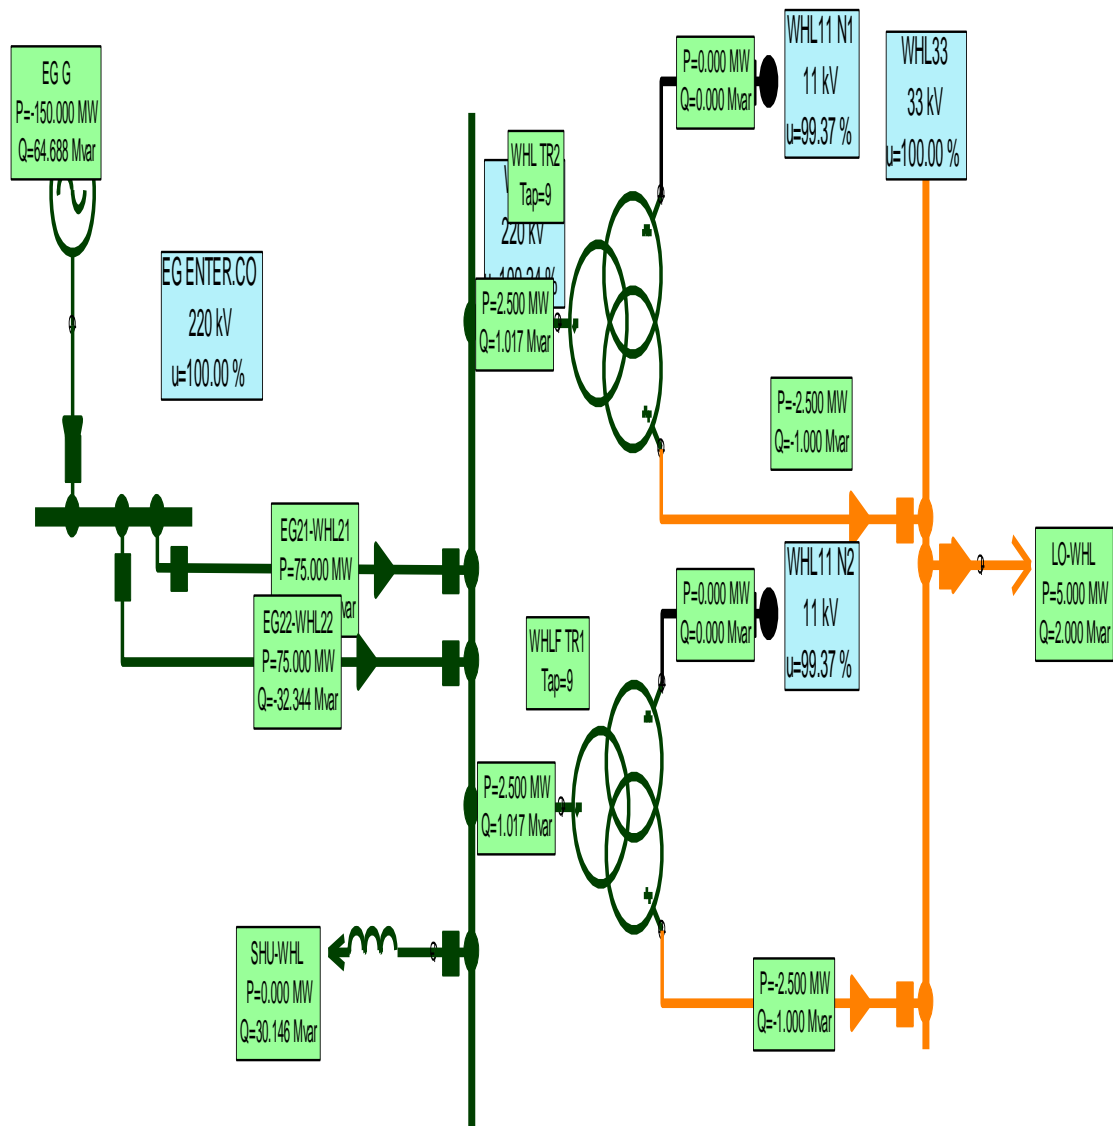 EG G
P=-150.000 MW
Q=64.688 Mvar
EG ENTER.CO
220 kV
u=100.00 %
WHL TR2
Tap=9
220 kV
P=2.500 MW
Q=1.017 Mvar
P=0.000 MW
Q=0.000 Mvar
WHL11 N1
11 kV
u=99.37 %
WHL33
33 kV
u=100.00 %
P=-2.500 MW
Q=-1.000 Mvar
EG21-WHL21
P=75.000 MW
EG22-WHL22
P=75.000 MW
Q=-32.344 Mvar
WHLF TR1
Tap=9
P=0.000 MW
Q=0.000 Mvar
WHL11 N2
11 kV
u=99.37 %
LO-WHL
P=5.000 MW
Q=2.000 Mvar
P=2.500 MW
Q=1.017 Mvar
SHU-WHL
P=0.000 MW
Q=30.146 Mvar
P=-2.500 MW
Q=-1.000 Mvar